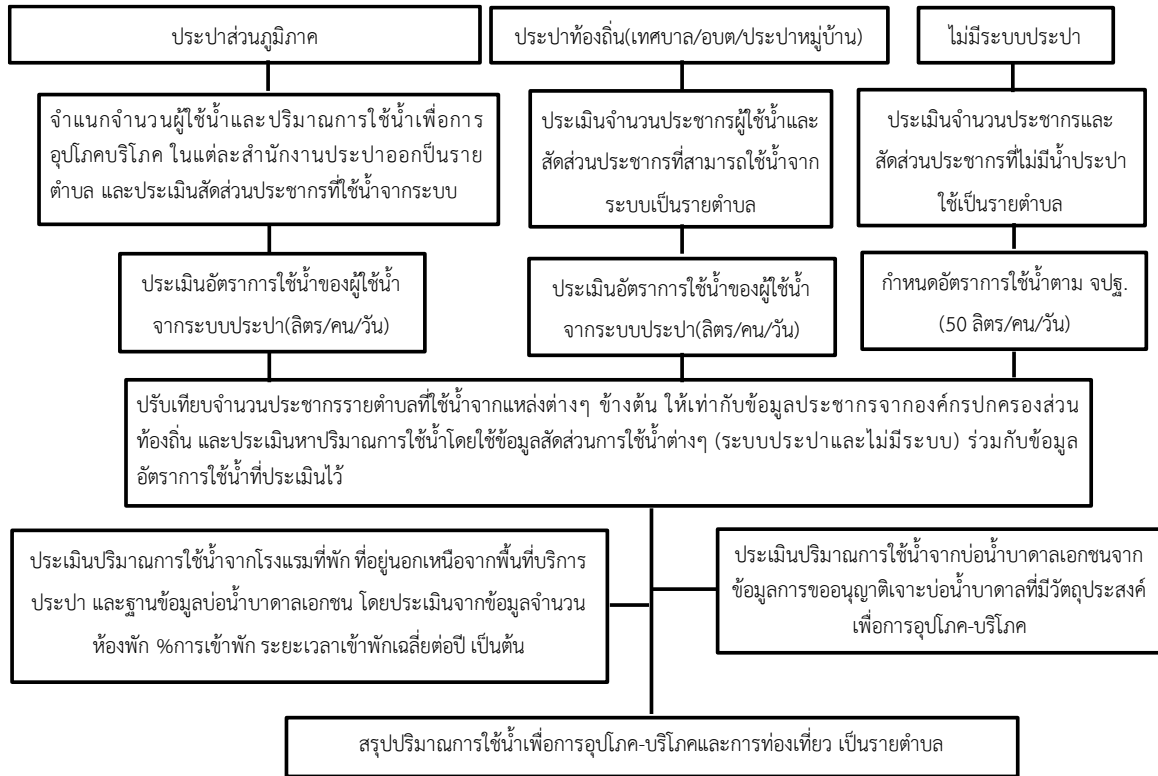 ประปาส่วนภูมิภาค
ประปาท้องถิ่น(เทศบาล/อบต/ประปาหมู่บ้าน)
ไม่มีระบบประปา
จำแนกจำนวนผู้ใช้น้ำและปริมาณการใช้น้ำเพื่อการ
อุปโภคบริโภค ในแต่ละสำนักงานประปาออกป็นราย
ตำบล และประเมินสัดส่วนประชากรที่ใช้น้ำจากระบบ
ประเมินจำนวนประชากรผู้ใช้น้ำและ
สัดส่วนประชากรที่สามารถใช้น้ำจาก
ระบบเป็นรายตำบล
ประเมินจำนวนประชากรและ
สัดส่วนประชากรที่ไม่มีน้ำประปา
ใช้เป็นรายตำบล
ประเมินอัตราการใช้น้ำของผู้ใช้น้ำ
จากระบบประปา(ลิตร/คน/วัน)
ประเมินอัตราการใช้น้ำของผู้ใช้น้ำ
จากระบบประปา(ลิตร/คน/วัน)
กำหนดอัตราการใช้น้ำตาม จปฐ.
(50 ลิตร/คน/วัน)
ปรับเทียบจำนวนประชากรรายตำบลที่ใช้น้ำจากแหล่งต่างๆ ข้างต้น ให้เท่ากับข้อมูลประชากรจากองค์กรปกครองส่วน
ท้องถิ่น และประเมินหาปริมาณการใช้น้ำโดยใช้ข้อมูลสัดส่วนการใช้น้ำต่างๆ (ระบบประปาและไม่มีระบบ) ร่วมกับข้อมูล
อัตราการใช้น้ำที่ประเมินไว้
ประเมินปริมาณการใช้น้ำจากโรงแรมที่พัก ที่อยู่นอกเหนือจากพื้นที่บริการ
ประปา และฐานข้อมูลบ่อน้ำบาดาลเอกชน โดยประเมินจากข้อมูลจำนวน
ห้องพัก %การเข้าพัก ระยะเวลาเข้าพักเฉลี่ยต่อปี เป็นต้น
ประเมินปริมาณการใช้น้ำจากบ่อน้ำบาดาลเอกชนจาก
ข้อมูลการขออนุญาติเจาะบ่อน้ำบาดาลที่มีวัตถุประสงค์
เพื่อการอุปโภค-บริโภค
สรุปปริมาณการใช้น้ำเพื่อการอุปโภค-บริโภคและการท่องเที่ยว เป็นรายตำบล